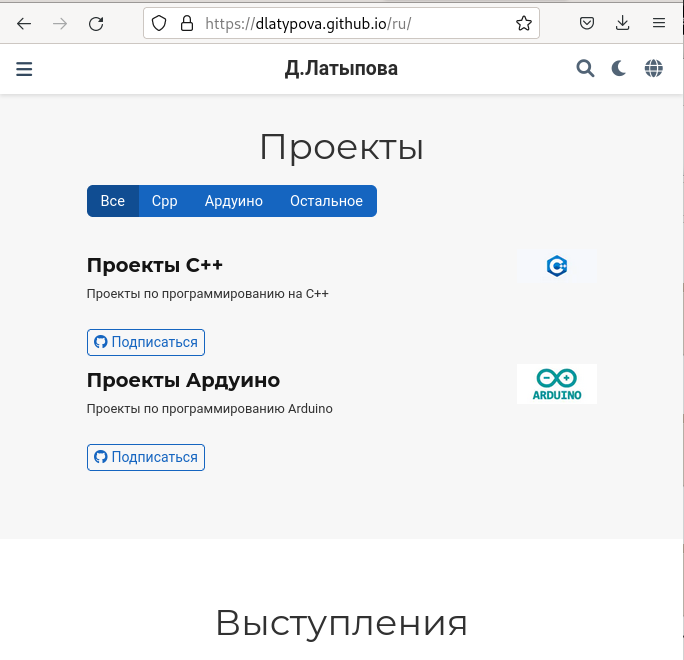 https://dlatypova.github.io/ru/
Д.Латыпова
Проекты
Все Cpp Ардуино Остальное
Проекты C++
Проекты по программированию на C++
Подписаться
Проекты Ардуино
ARDUINO
Проекты по программированию Arduino
Подписаться
Выступления